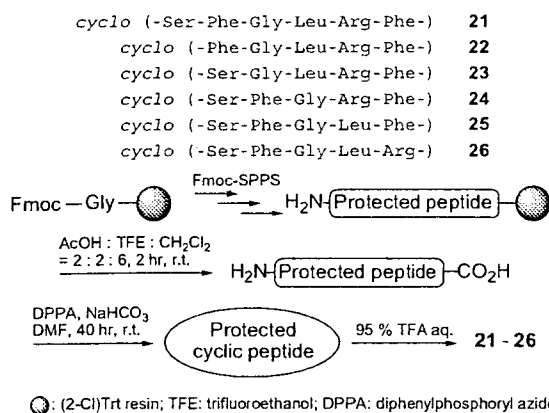 cyclo (-Ser-Phe-Gly-Leu-Arg-Phe-) 21
cyclo (-Phe-Gly-Leu-Arg-Phe-) 22
cyclo (-Ser-Gly-Leu-Arg-Phe-) 23
cyclo (-Ser-Phe-Gly-Arg-Phe-) 24
cyclo (-Ser-Phe-Gly-Leu-Phe-) 25
cyclo (-Ser-Phe-Gly-Leu-Arg-) 26
Fmoc-SPPS
Fmoc-Gly- H₂N-Protected peptide-
AcOH : TFE : CH₂Cl₂
= 2 : 2 : 6, 2 hr, r.t.
H₂N-Protected peptide-CO₂H
DPPA, NaHCO₃
DMF, 40 hr, r.t.
Protected
cyclic peptide
95 % TFA aq.
21 - 26
: (2-Cl)Trt resin; TFE: trifluoroethanol; DPPA: diphenylphosphoryl azide